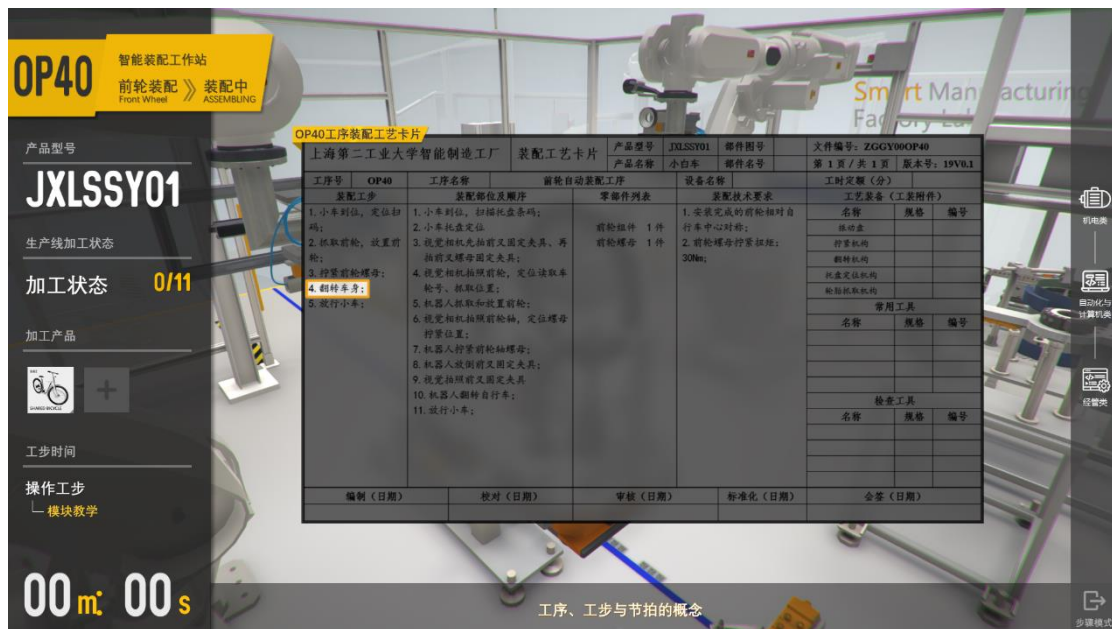 OP40
智能装配工作站
前轮装配 》 装配中
Front Wheel ASSEMBLING
Smart Manufacturing
产品型号
JXLSSY01
生产线加工状态
加工状态 0/11
加工产品
SHARED BICYCLE
+
工步时间
操作工步
模块教学
00 m: 00 s
OP40工序装配工艺卡片
上海第二工业大学智能制造工厂 装配工艺卡片 产品型号 JXLSSY01 部件图号 文件编号：ZGGY00OP40
产品名称 小白车 部件名号 第 1 页 / 共 1 页 版本号：19V0.1
工序号 OP40 工序名称 前轮自动装配工序 设备名称 工时定额（分）
装配工步 装配部位及顺序 零部件列表 装配技术要求 工艺装备（工装附件）
1. 小车到位，定位扫码；
2. 抓取前轮，放置前轮；
3. 拧紧前轮螺母；
4. 翻转车身；
5. 放行小车；
1. 小车到位，扫描托盘条码；
2. 小车托盘定位
3. 视觉相机先拍前叉固定夹具、再
拍前叉螺母固定夹具；
4. 视觉相机拍照前轮，定位读取车
轮号、抓取位置；
5. 机器人抓取和放置前轮；
6. 视觉相机拍照前轮轴，定位螺母
拧紧位置；
7. 机器人拧紧前轮轴螺母；
8. 机器人放倒前叉固定夹具；
9. 视觉拍照前叉固定夹具
10. 机器人翻转自行车；
11. 放行小车；
前轮组件 1 件
前轮螺母 1 件
1. 安装完成的前轮相对自
行车中心对称；
2. 前轮螺母拧紧扭矩：
30Nm；
名称 规格 编号
振动盘
拧紧机构
翻转机构
托盘定位机构
轮胎抓取机构
常用工具
名称 规格 编号
检查工具
名称 规格 编号
编制（日期） 校对（日期） 审核（日期） 标准化（日期） 会签（日期）
工序、工步与节拍的概念
机电类
自动化与
计算机类
经管类
步骤模式